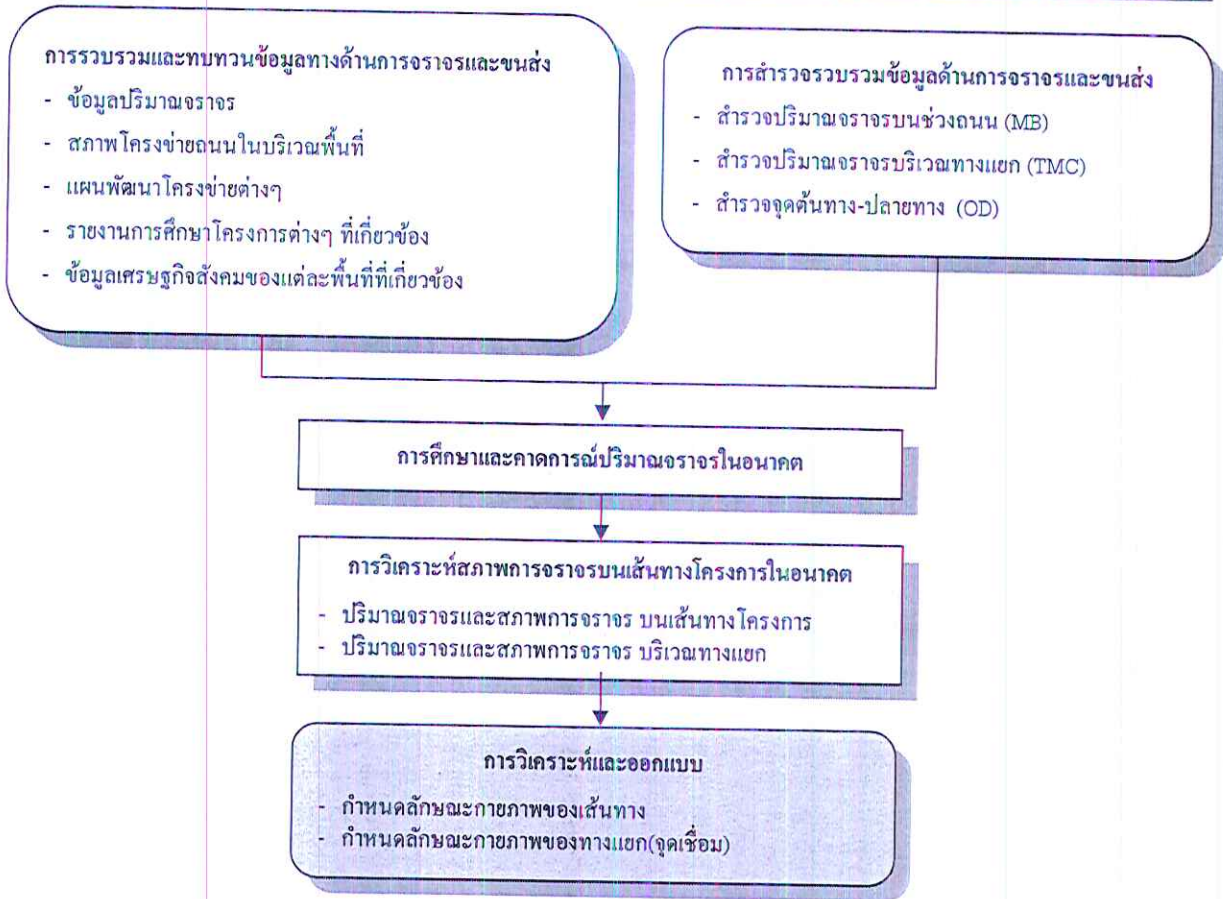 การรวบรวมและทบทวนข้อมูลทางด้านการจราจรและขนส่ง
- ข้อมูลปริมาณจราจร
- สภาพโครงข่ายถนนในบริเวณพื้นที่
- แผนพัฒนาโครงข่ายต่างๆ
- รายงานการศึกษาโครงการต่างๆ ที่เกี่ยวข้อง
- ข้อมูลเศรษฐกิจสังคมของแต่ละพื้นที่ที่เกี่ยวข้อง
การสำรวจรวบรวมข้อมูลด้านการจราจรและขนส่ง
- สำรวจปริมาณจราจรบนช่วงถนน (MB)
- สำรวจปริมาณจราจรบริเวณทางแยก (TMC)
- สำรวจจุดต้นทาง-ปลายทาง (OD)
การศึกษาและคาดการณ์ปริมาณจราจรในอนาคต
การวิเคราะห์สภาพการจราจรบนเส้นทางโครงการในอนาคต
- ปริมาณจราจรและสภาพการจราจร บนเส้นทางโครงการ
- ปริมาณจราจรและสภาพการจราจร บริเวณทางแยก
การวิเคราะห์และออกแบบ
- กำหนดลักษณะกายภาพของเส้นทาง
- กำหนดลักษณะกายภาพของทางแยก(จุดเชื่อม)